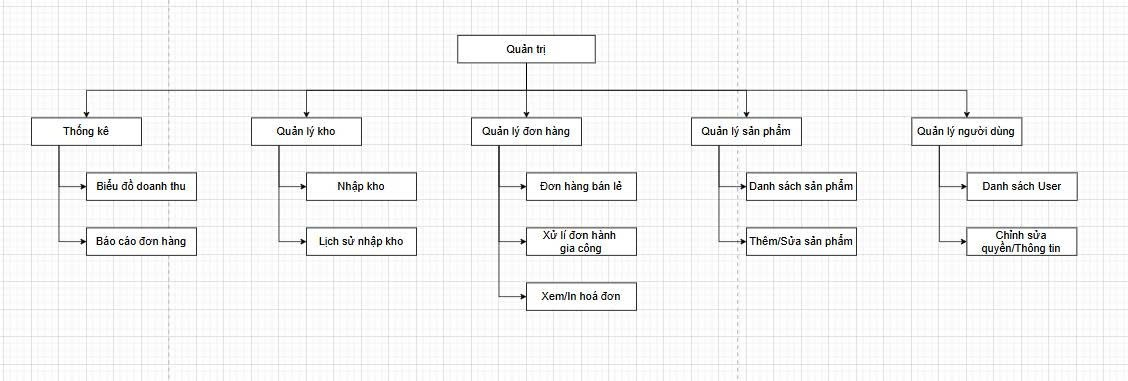 Quản trị
Thống kê
Quản lý kho
Quản lý đơn hàng
Quản lý sản phẩm
Quản lý người dùng
Biểu đồ doanh thu
Nhập kho
Đơn hàng bán lẻ
Danh sách sản phẩm
Danh sách User
Báo cáo đơn hàng
Lịch sử nhập kho
Xử lí đơn hành
gia công
Thêm/Sửa sản phẩm
Chỉnh sửa
quyền/Thông tin
Xem/In hoá đơn